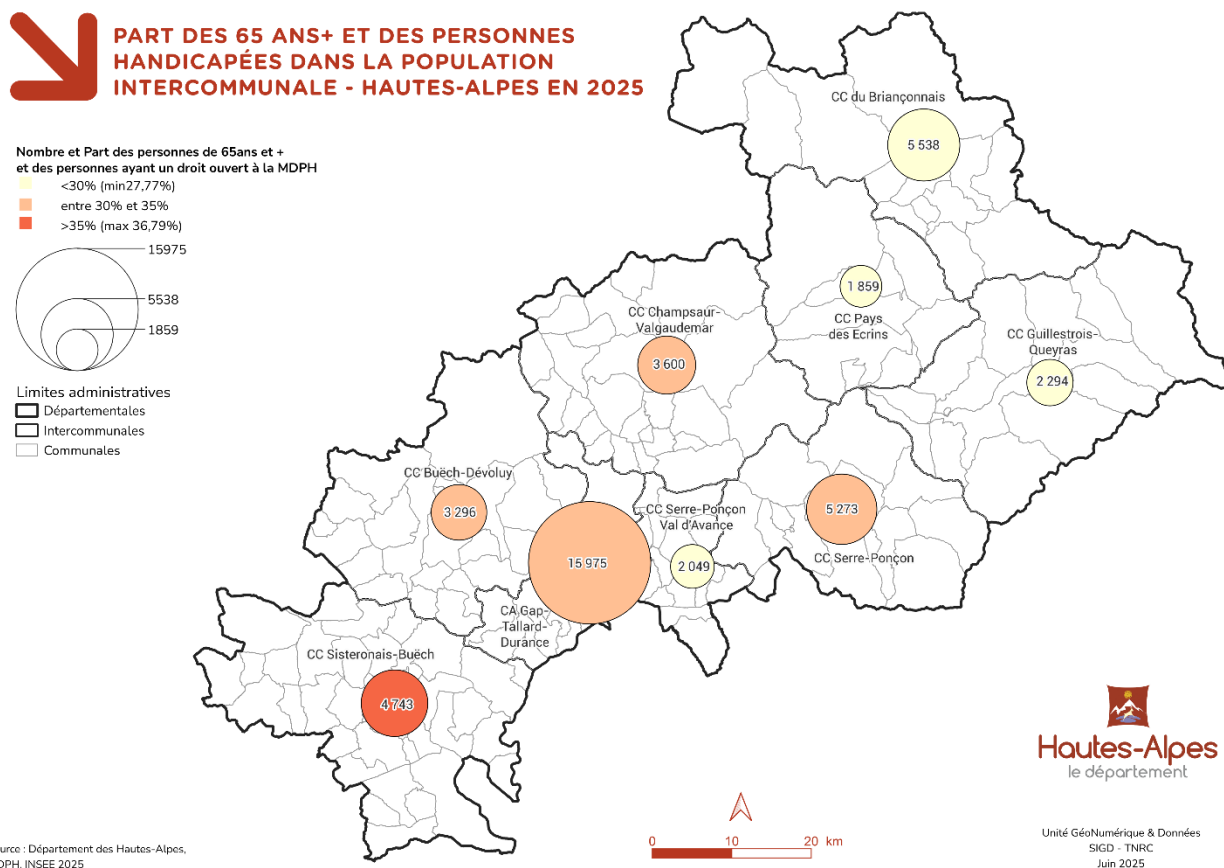 PART DES 65 ANS+ ET DES PERSONNES
HANDICAPÉES DANS LA POPULATION
INTERCOMMUNALE - HAUTES-ALPES EN 2025
Nombre et Part des personnes de 65ans et +
et des personnes ayant un droit ouvert à la MDPH
<30% (min27,77%)
entre 30% et 35%
>35% (max 36,79%)
15975
5538
1859
Limites administratives
Départementales
Intercommunales
Communales
CC du Briançonnais
5 538
1 859
CC Pays
des Ecrins
CC Guillestrois-
Queyras
2 294
CC Champsaur-
Valgaudemar
3 600
CC Buëch-Dévoluy
3 296
CC Serre-Ponçon
Val d'Avance
2 049
5 273
CC Serre-Ponçon
15 975
CA Gap-
Tallard-
Durance
CC Sisteronais-Buëch
4 743
Hautes-Alpes
le département
0 10 20 km
Unité GéoNumérique & Données
SIGD - TNRC
Juin 2025
urce : Département des Hautes-Alpes,
DPH, INSEE 2025